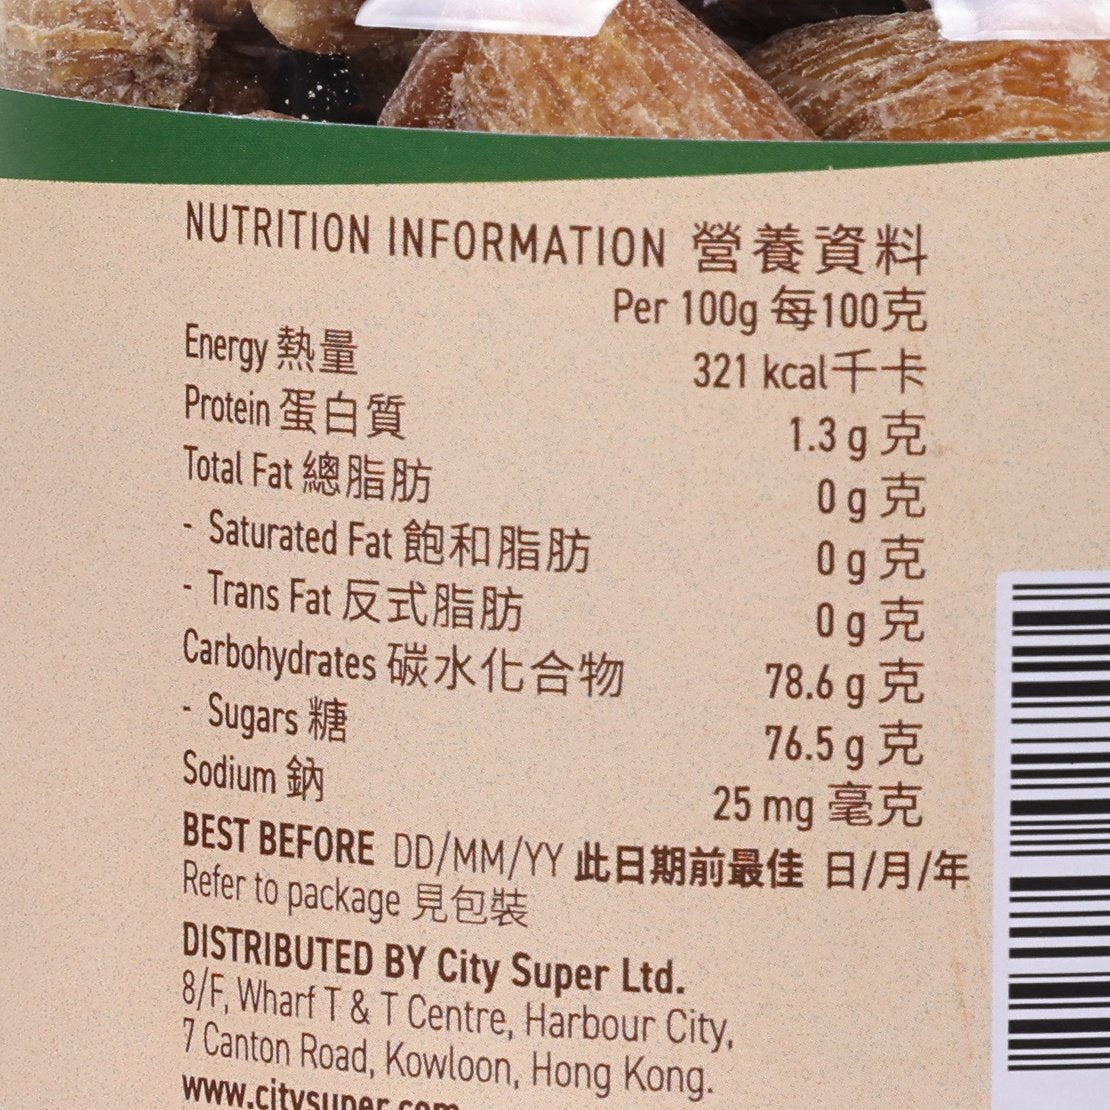 NUTRITION INFORMATION 營養資料
Per 100g 每100克
Energy 熱量 321 kcal千卡
Protein 蛋白質 1.3 g 克
Total Fat 總脂肪 0 g 克
- Saturated Fat 飽和脂肪 0 g 克
- Trans Fat 反式脂肪 0 g 克
Carbohydrates 碳水化合物 78.6 g 克
- Sugars 糖 76.5 g 克
Sodium 鈉 25 mg 毫克
BEST BEFORE DD/MM/YY 此日期前最佳 日/月/年
Refer to package 見包裝
DISTRIBUTED BY City Super Ltd.
8/F, Wharf T & T Centre, Harbour City,
7 Canton Road, Kowloon, Hong Kong.
www.citysuper.com